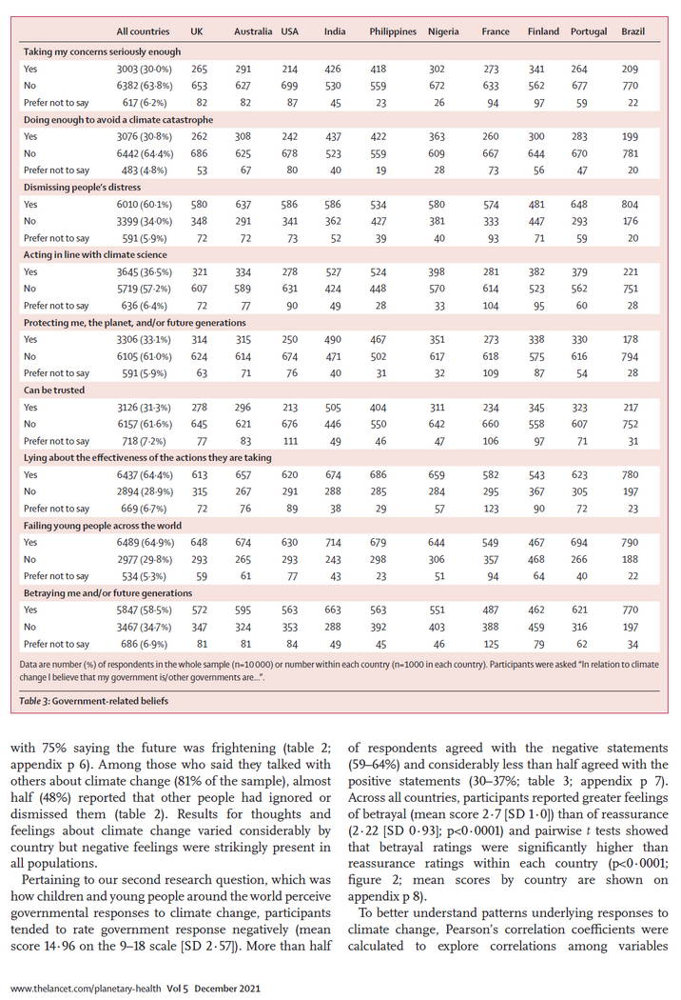 All countries UK Australia USA India Philippines Nigeria France Finland Portugal Brazil
Taking my concerns seriously enough
Yes 3003 (30·0%) 265 291 214 426 418 302 273 341 264 209
No 6382 (63·8%) 653 627 699 530 559 672 633 562 677 770
Prefer not to say 617 (6·2%) 82 82 87 45 23 26 94 97 59 22
Doing enough to avoid a climate catastrophe
Yes 3076 (30·8%) 262 308 242 437 422 363 260 300 283 199
No 6442 (64·4%) 686 625 678 523 559 609 667 644 670 781
Prefer not to say 483 (4·8%) 53 67 80 40 19 28 73 56 47 20
Dismissing people's distress
Yes 6010 (60·1%) 580 637 586 586 534 580 574 481 648 804
No 3399 (34·0%) 348 291 341 362 427 381 333 447 293 176
Prefer not to say 591 (5·9%) 72 72 73 52 39 40 93 71 59 20
Acting in line with climate science
Yes 3645 (36·5%) 321 334 278 527 524 398 281 382 379 221
No 5719 (57·2%) 607 589 631 424 448 570 614 523 562 751
Prefer not to say 636 (6·4%) 72 77 90 49 28 33 104 95 60 28
Protecting me, the planet, and/or future generations
Yes 3306 (33·1%) 314 315 250 490 467 351 273 338 330 178
No 6105 (61·0%) 624 614 674 471 502 617 618 575 616 794
Prefer not to say 591 (5·9%) 63 71 76 40 31 32 109 87 54 28
Can be trusted
Yes 3126 (31·3%) 278 296 213 505 404 311 234 345 323 217
No 6157 (61·6%) 645 621 676 446 550 642 660 558 607 752
Prefer not to say 718 (7·2%) 77 83 111 49 46 47 106 97 71 31
Lying about the effectiveness of the actions they are taking
Yes 6437 (64·4%) 613 657 620 674 686 659 582 543 623 780
No 2894 (28·9%) 315 267 291 288 285 284 295 367 305 197
Prefer not to say 669 (6·7%) 72 76 89 38 29 57 123 90 72 23
Failing young people across the world
Yes 6489 (64·9%) 648 674 630 714 679 644 549 467 694 790
No 2977 (29·8%) 293 265 293 243 298 306 357 468 266 188
Prefer not to say 534 (5·3%) 59 61 77 43 23 51 94 64 40 22
Betraying me and/or future generations
Yes 5847 (58·5%) 572 595 563 663 563 551 487 462 621 770
No 3467 (34·7%) 347 324 353 288 392 403 388 459 316 197
Prefer not to say 686 (6·9%) 81 81 84 49 45 46 125 79 62 34
Data are number (%) of respondents in the whole sample (n=10 000) or number within each country (n=1000 in each country). Participants were asked "In relation to climate
change I believe that my government is/other governments are...".
Table 3: Government-related beliefs
with 75% saying the future was frightening (table 2;
appendix p 6). Among those who said they talked with
others about climate change (81% of the sample), almost
half (48%) reported that other people had ignored or
dismissed them (table 2). Results for thoughts and
feelings about climate change varied considerably by
country but negative feelings were strikingly present in
all populations.
Pertaining to our second research question, which was
how children and young people around the world perceive
governmental responses to climate change, participants
tended to rate government response negatively (mean
score 14·96 on the 9–18 scale [SD 2·57]). More than half
of respondents agreed with the negative statements
(59–64%) and considerably less than half agreed with the
positive statements (30–37%; table 3; appendix p 7).
Across all countries, participants reported greater feelings
of betrayal (mean score 2·7 [SD 1·0]) than of reassurance
(2·22 [SD 0·93]; p<0·0001) and pairwise t tests showed
that betrayal ratings were significantly higher than
reassurance ratings within each country (p<0·0001;
figure 2; mean scores by country are shown on
appendix p 8).
To better understand patterns underlying responses to
climate change, Pearson's correlation coefficients were
calculated to explore correlations among variables
www.thelancet.com/planetary-health Vol 5 December 2021